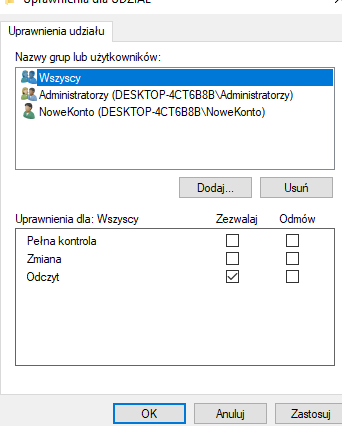 Uprawnienia dla UDZIAL
Uprawnienia udziału
Nazwy grup lub użytkowników:
Wszyscy
Administratorzy (DESKTOP-4CT6B8B\Administratorzy)
NoweKonto (DESKTOP-4CT6B8B\NoweKonto)
Dodaj... Usuń
Uprawnienia dla: Wszyscy Zezwalaj Odmów
Pełna kontrola
Zmiana
Odczyt
OK Anuluj Zastosuj